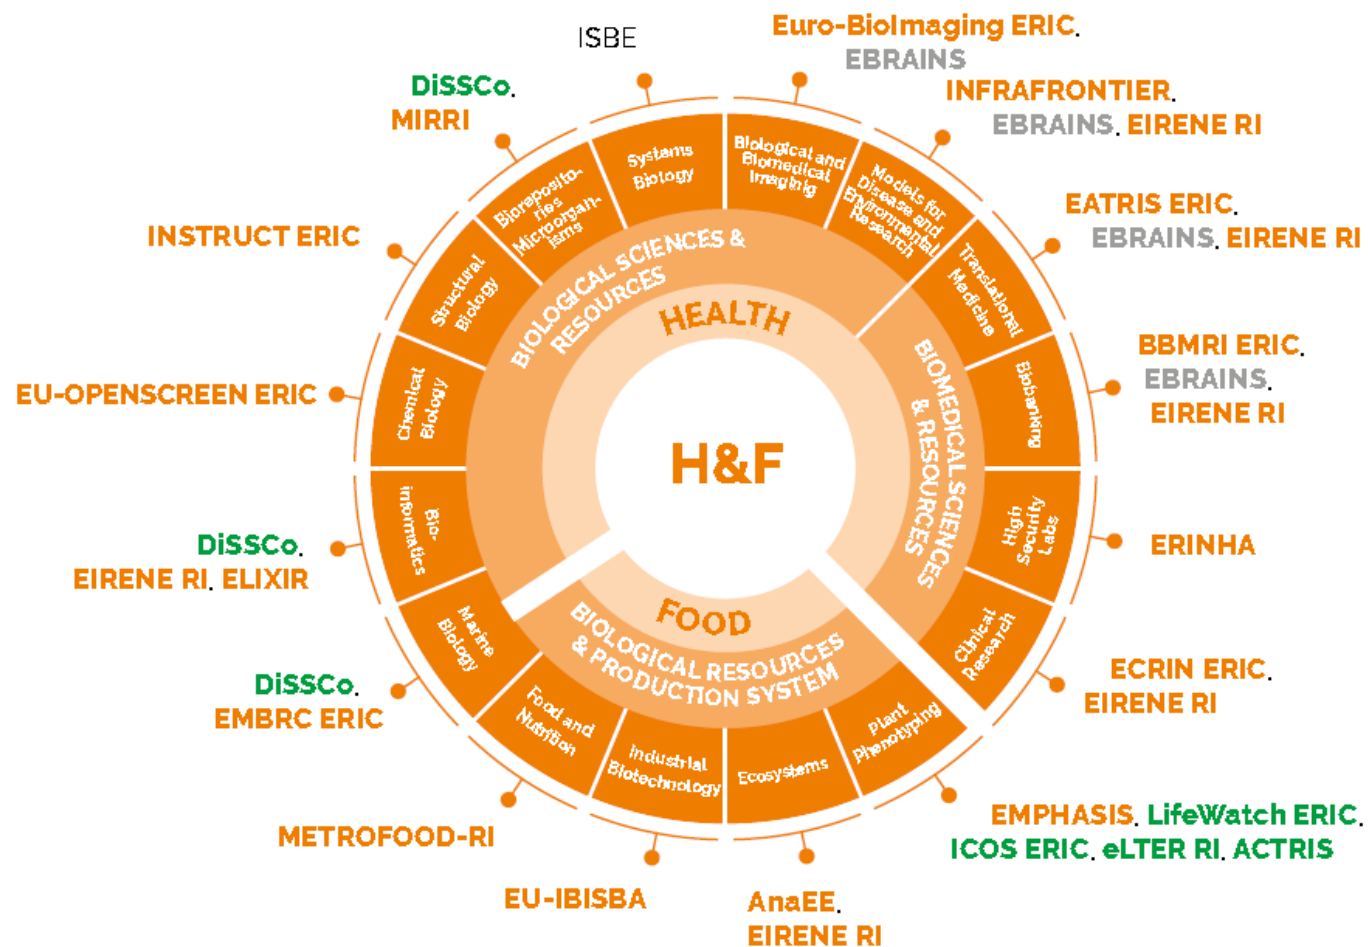 ISBE
Euro-BioImaging ERIC,
EBRAINS
DiSSCo,
MIRRI
INFRAFRONTIER,
EBRAINS, EIRENE RI
INSTRUCT ERIC
EATRIS ERIC,
EBRAINS, EIRENE RI
EU-OPENSCREEN ERIC
BBMRI ERIC,
EBRAINS,
EIRENE RI
DiSSCo,
EIRENE RI, ELIXIR
ERINHA
DiSSCo,
EMBRC ERIC
ECRIN ERIC,
EIRENE RI
METROFOOD-RI
EMPHASIS, LifeWatch ERIC,
ICOS ERIC, eLTER RI, ACTRIS
EU-IBISBA
AnaEE,
EIRENE RI
Systems
Biology
Biological and
Biomedical
Imaginig
Models for
Disease and
Environmental
Research
Translational
Medicine
Biobanking
High
Security
Labs
Clinical
Research
Plant
Phenotyping
Ecosystems
Industrial
Biotechnology
Food and
Nutrition
Marine
Biology
Bio-
informatics
Chemical
Biology
Structural
Biology
Bioreposito-
ries
Microorgan-
isms
BIOLOGICAL SCIENCES &
RESOURCES
BIOMEDICAL SCIENCES
& RESOURCES
BIOLOGICAL RESOURCES
& PRODUCTION SYSTEM
HEALTH
H&F
FOOD